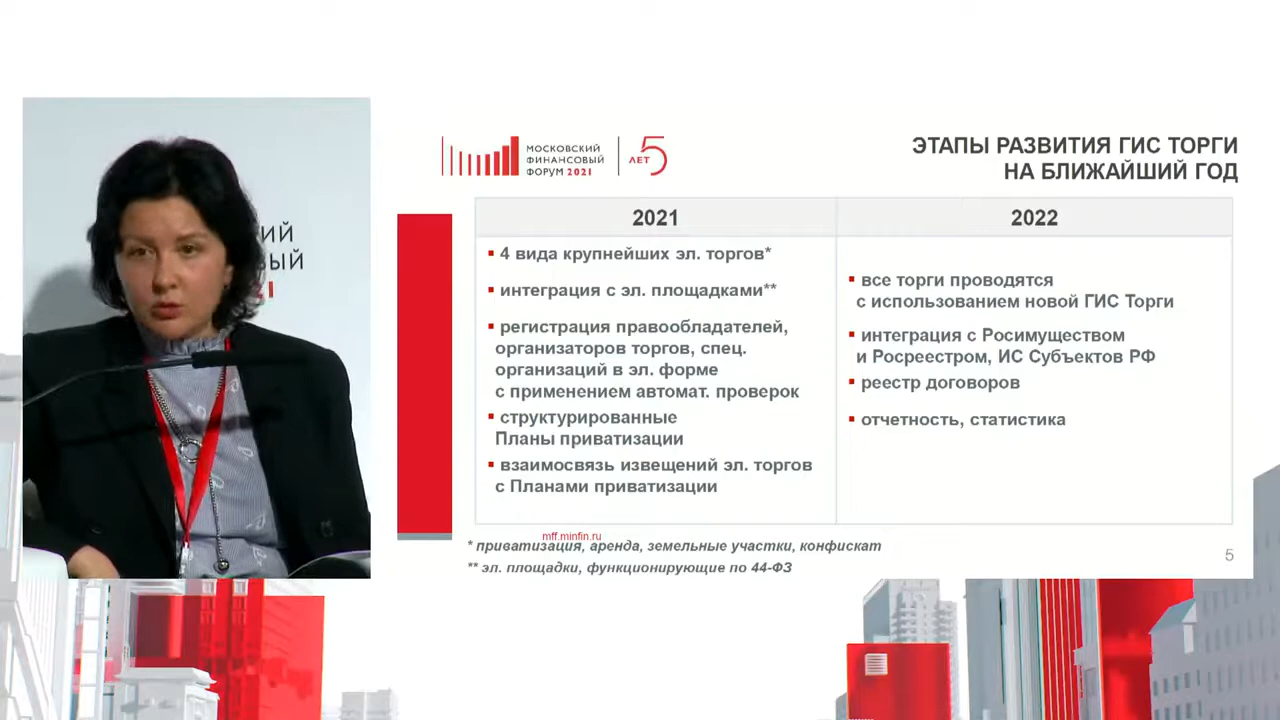 ИЙ
ВЫЙ
21
МОСКОВСКИЙ
ФИНАНСОВЫЙ
ФОРУМ 2021
5
ЛЕТ
ЭТАПЫ РАЗВИТИЯ ГИС ТОРГИ
НА БЛИЖАЙШИЙ ГОД
2021
▪ 4 вида крупнейших эл. торгов*
▪ интеграция с эл. площадками**
▪ регистрация правообладателей,
организаторов торгов, спец.
организаций в эл. форме
с применением автомат. проверок
▪ структурированные
Планы приватизации
▪ взаимосвязь извещений эл. торгов
с Планами приватизации
2022
▪ все торги проводятся
с использованием новой ГИС Торги
▪ интеграция с Росимуществом
и Росреестром, ИС Субъектов РФ
▪ реестр договоров
▪ отчетность, статистика
mff.minfin.ru
* приватизация, аренда, земельные участки, конфискат
** эл. площадки, функционирующие по 44-ФЗ
5